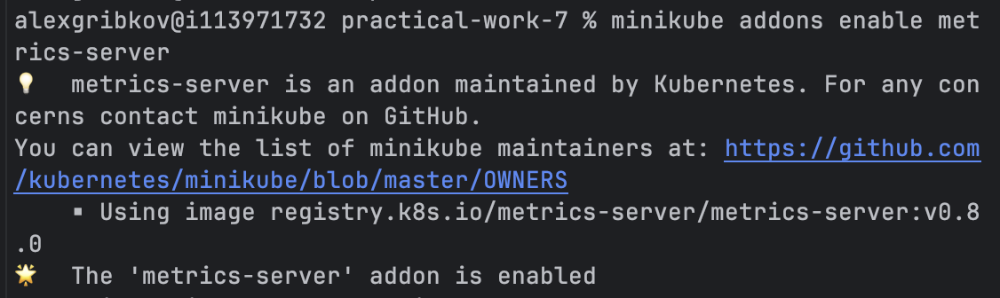 alexgribkov@i113971732 practical-work-7 % minikube addons enable met
rics-server
💡  metrics-server is an addon maintained by Kubernetes. For any con
cerns contact minikube on GitHub.
You can view the list of minikube maintainers at: https://github.com
/kubernetes/minikube/blob/master/OWNERS
    ▪ Using image registry.k8s.io/metrics-server/metrics-server:v0.8
.0
🌟  The 'metrics-server' addon is enabled